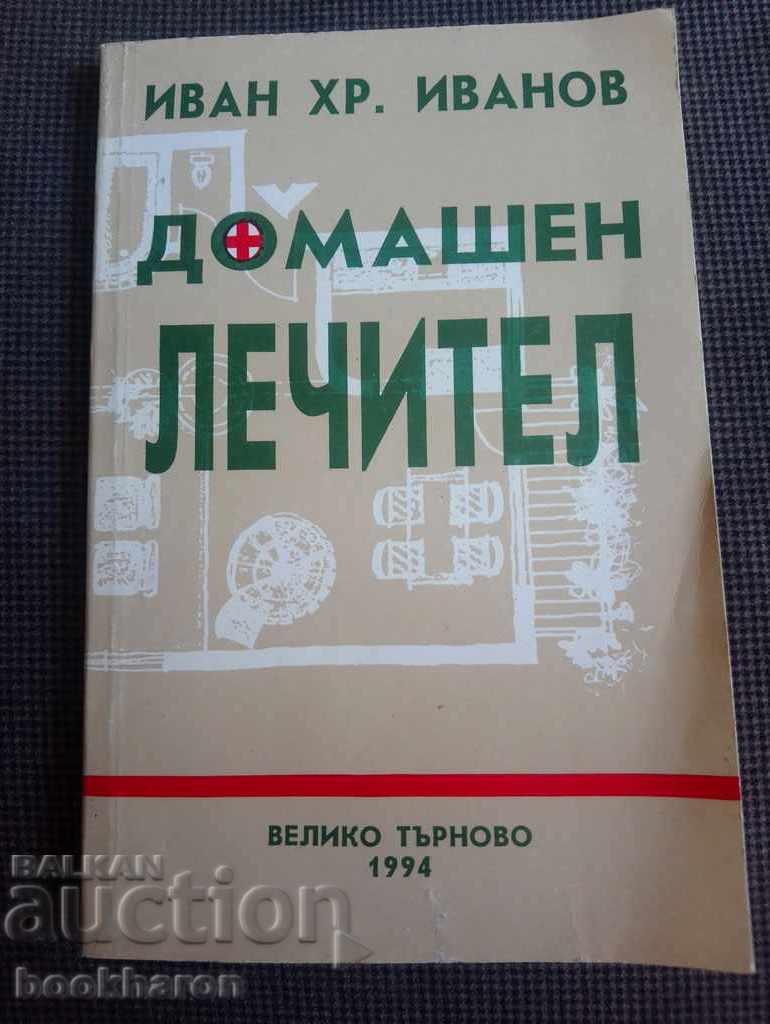 ИВАН ХР. ИВАНОВ
ДОМАШЕН
ЛЕЧИТЕЛ
ВЕЛИКО ТЪРНОВО
1994
BALKAN
auction
bookharon